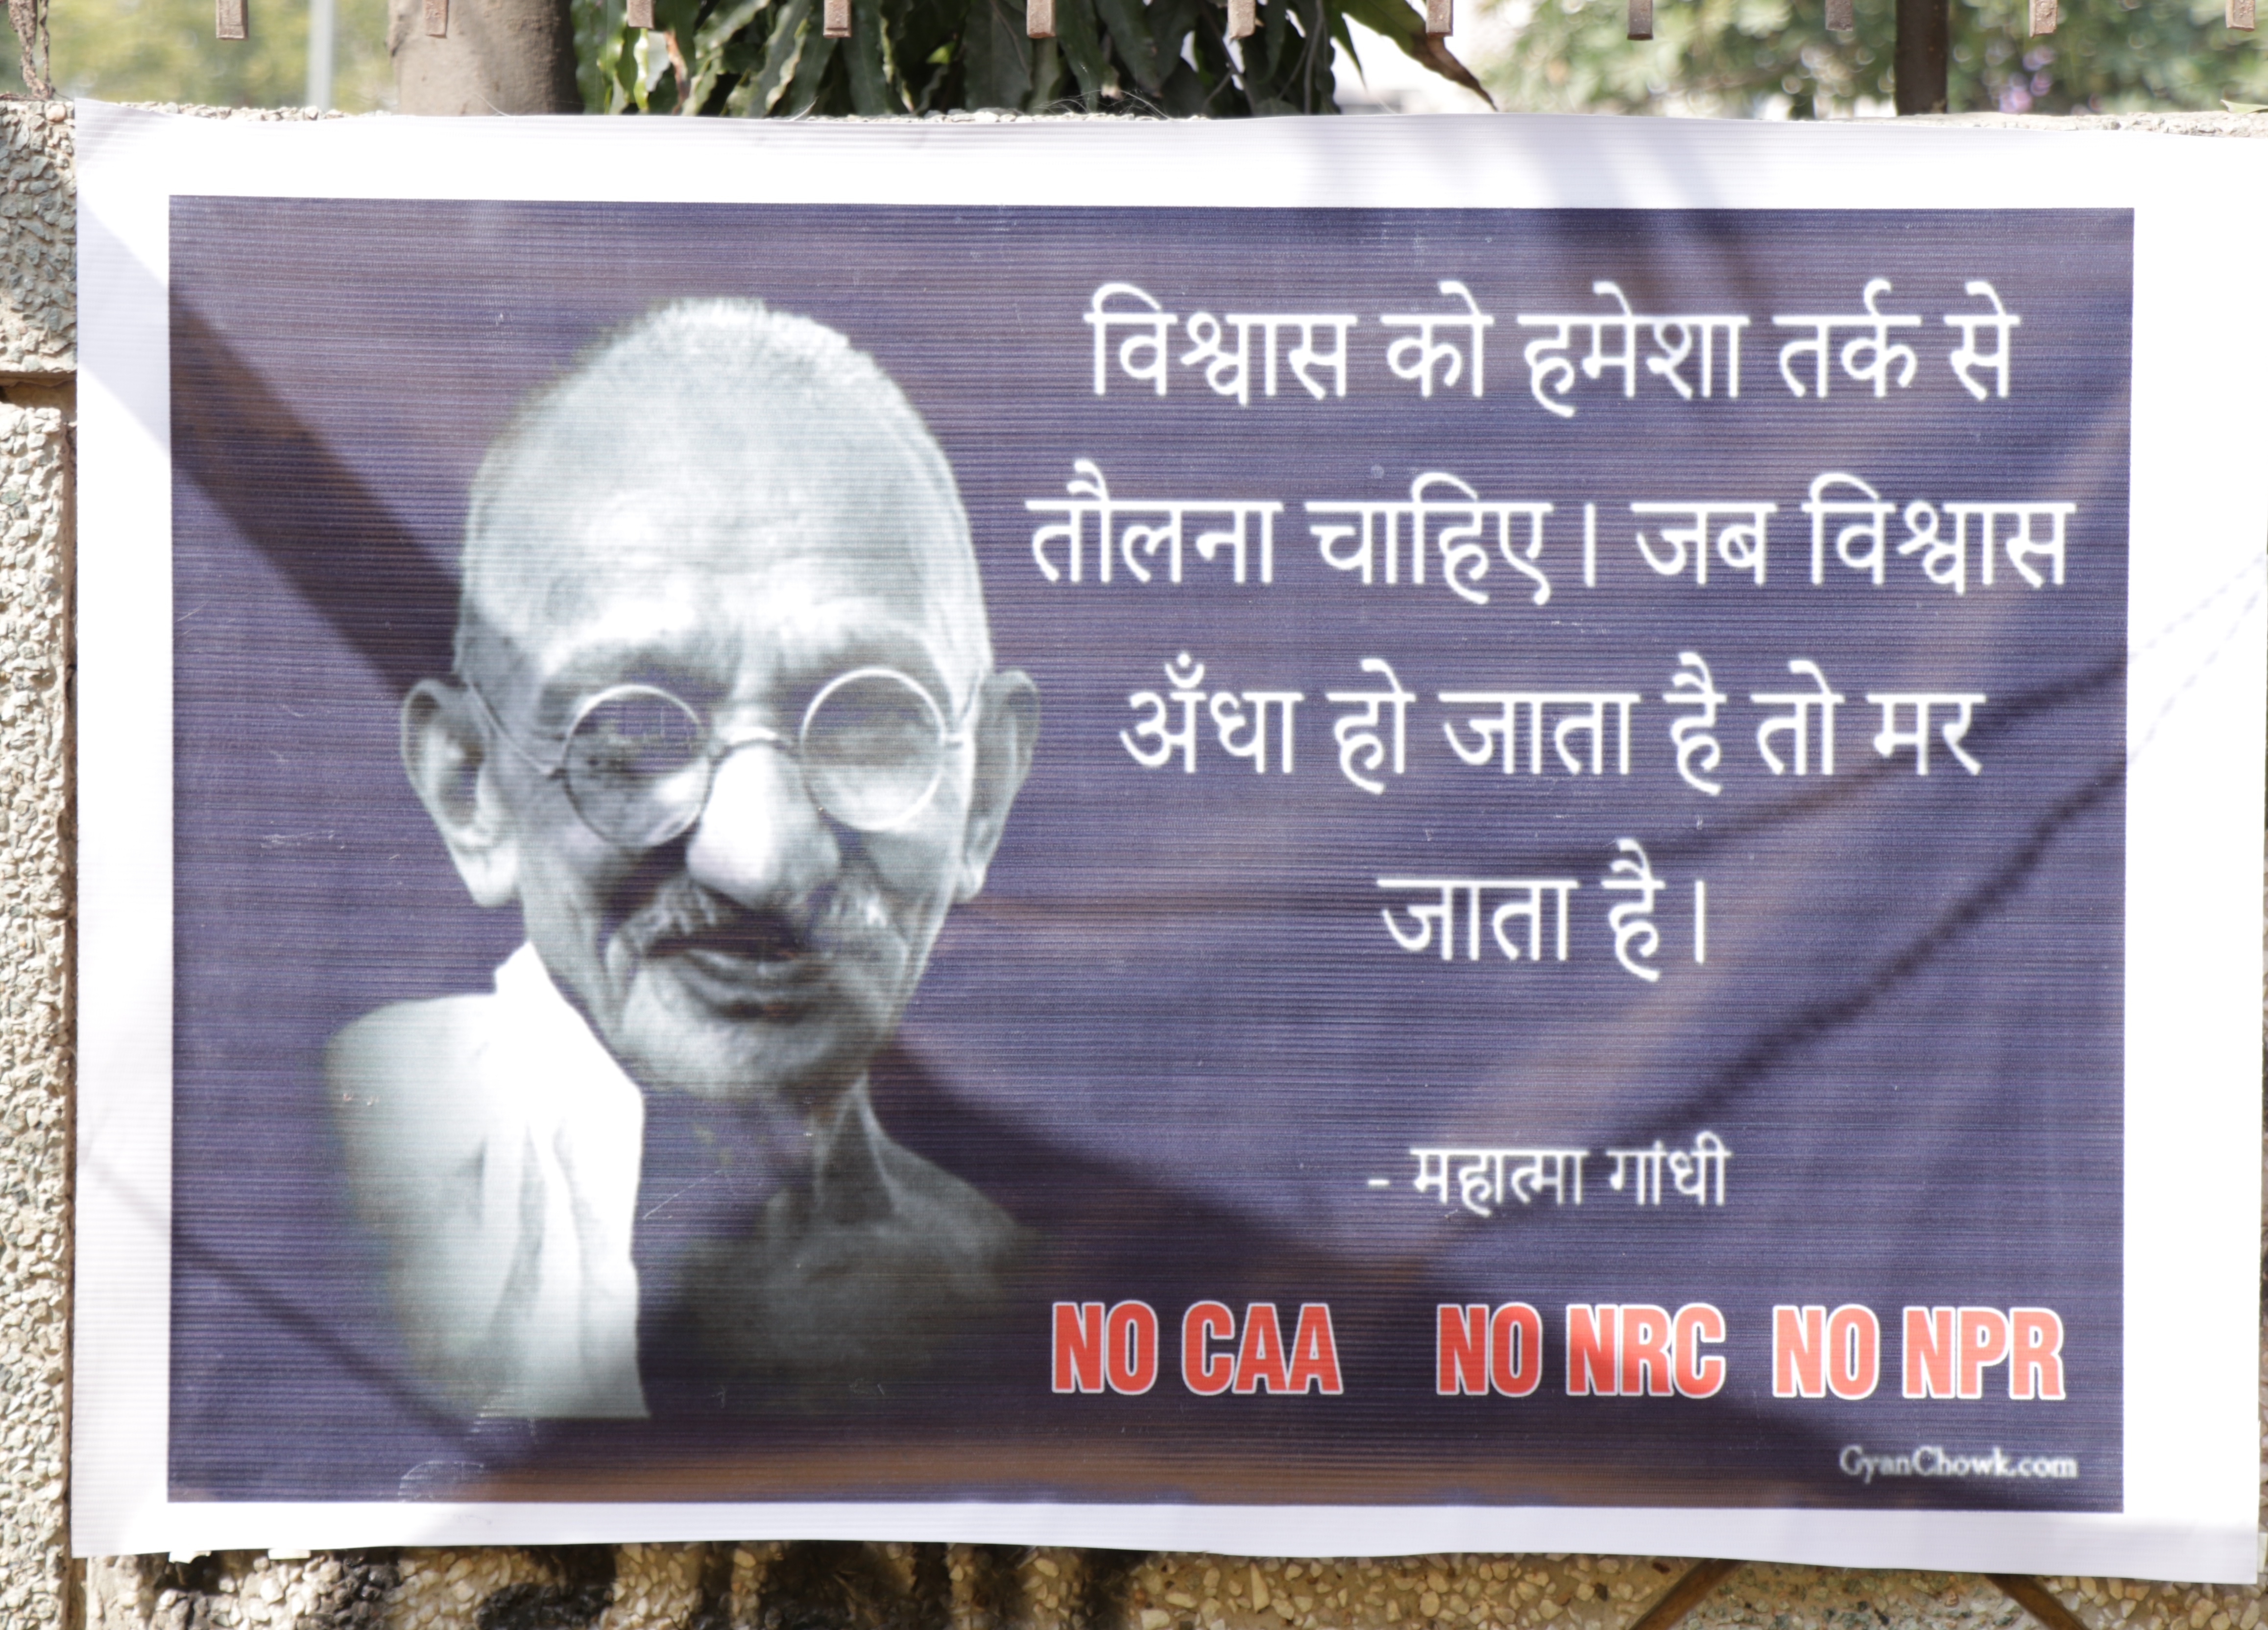 विश्वास को हमेशा तर्क से
तौलना चाहिए। जब विश्वास
अँधा हो जाता है तो मर
जाता है।
- महात्मा गांधी
NO CAA NO NRC NO NPR
GyanChowk.com